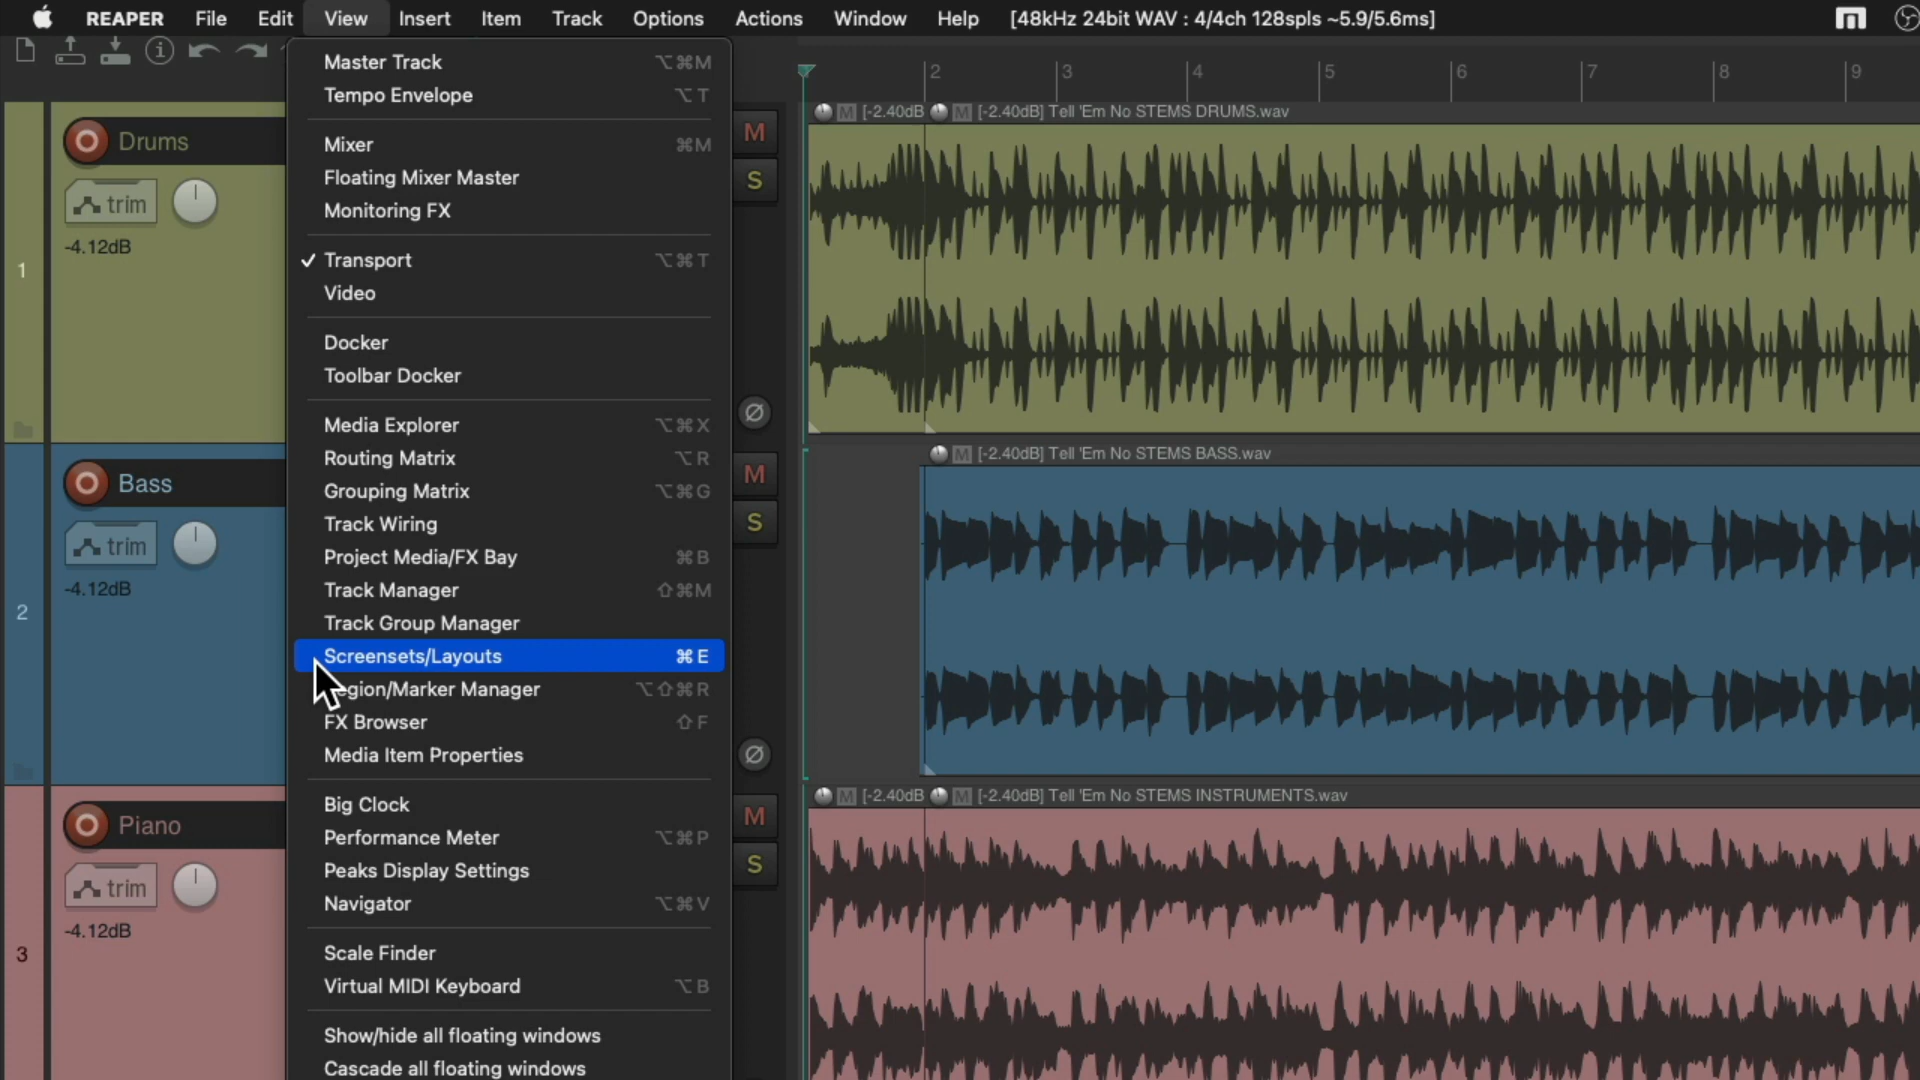 REAPER File Edit View Insert Item Track Options Actions Window Help [48kHz 24bit WAV : 4/4ch 128spls ~5.9/5.6ms]
Master Track ⌥⌘M
Tempo Envelope ⌥T
Mixer ⌘M
Floating Mixer Master
Monitoring FX
✓ Transport ⌥⌘T
Video
Docker
Toolbar Docker
Media Explorer ⌥⌘X
Routing Matrix ⌥R
Grouping Matrix ⌥⌘G
Track Wiring
Project Media/FX Bay ⌘B
Track Manager ⇧⌘M
Track Group Manager
Screensets/Layouts ⌘E
egion/Marker Manager ⌥⇧⌘R
FX Browser ⇧F
Media Item Properties
Big Clock
Performance Meter ⌥⌘P
Peaks Display Settings
Navigator ⌥⌘V
Scale Finder
Virtual MIDI Keyboard ⌥B
Show/hide all floating windows
Cascade all floating windows
1
Drums
trim
-4.12dB
M
S
2
Bass
trim
-4.12dB
M
S
3
Piano
trim
-4.12dB
M
S
2 3 4 5 6 7 8 9
M [-2.40dB M [-2.40dB] Tell 'Em No STEMS DRUMS.wav
M [-2.40dB] Tell 'Em No STEMS BASS.wav
M [-2.40dB M [-2.40dB] Tell 'Em No STEMS INSTRUMENTS.wav